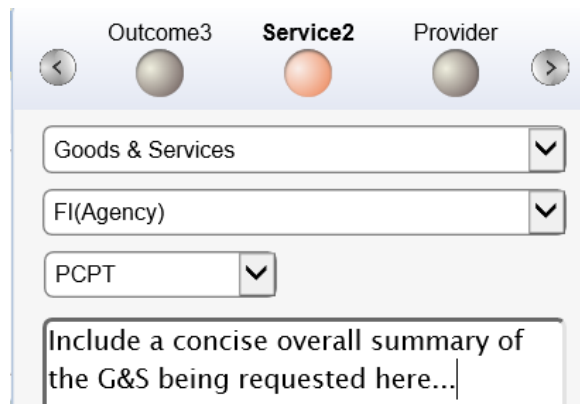 Outcome3 Service2 Provider
Goods & Services
FI(Agency)
PCPT
Include a concise overall summary of
the G&S being requested here...